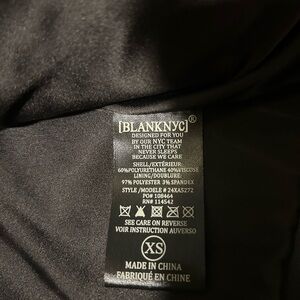 [BLANKNYC]®
DESIGNED FOR YOU
BY OUR NYC TEAM
IN THE CITY THAT
NEVER SLEEPS
BECAUSE WE CARE
SHELL/EXTÉRIEUR:
60%POLYURETHANE 40%VISCOSE
LINING/DOUBLURE:
97% POLYESTER 3% SPANDEX
STYLE/MODELE # 24XA5272
PO# 108464
RN# 114542
SEE CARE ON REVERSE
VOIR INSTRUCTION AUVERSO
XS
MADE IN CHINA
FABRIQUÉ EN CHINE